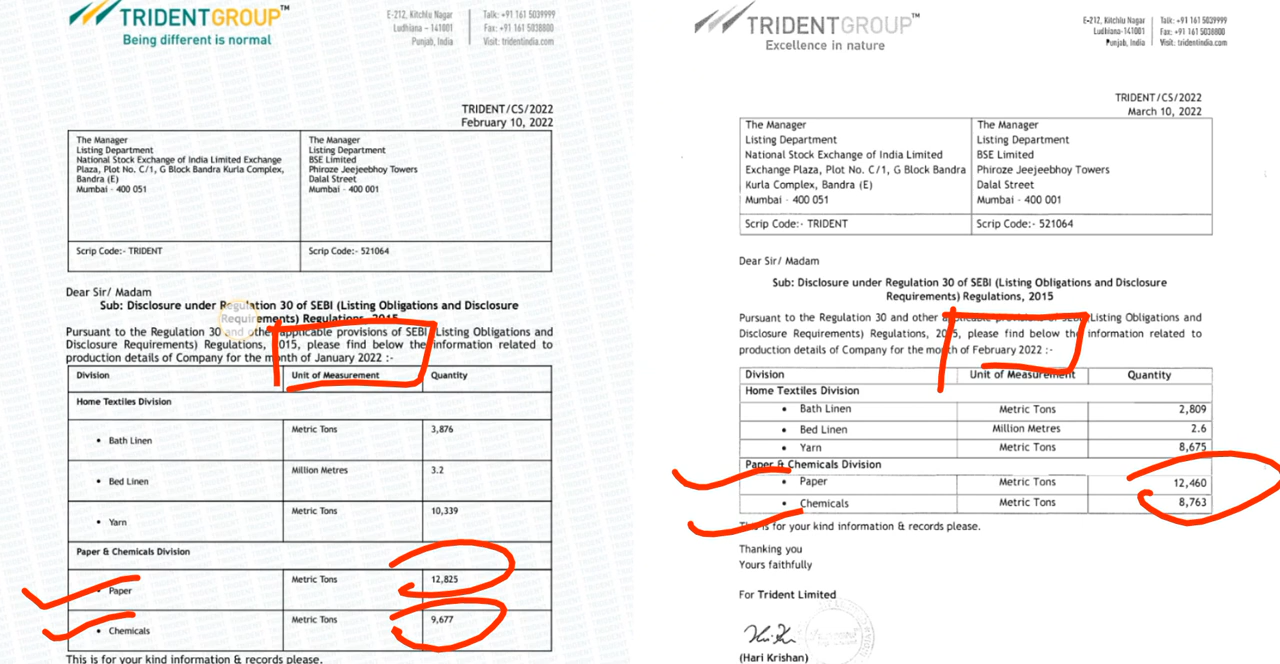 TRIDENTGROUP™
Being different is normal
E-212, Kitchlu Nagar
Ludhiana - 141001
Punjab, India
Talk: +91 161 5039999
Fax: +91 161 5038800
Visit: tridentindia.com
TRIDENT/CS/2022
February 10, 2022
The Manager
Listing Department
National Stock Exchange of India Limited Exchange
Plaza, Plot No. C/1, G Block Bandra Kurla Complex,
Bandra (E)
Mumbai - 400 051
The Manager
Listing Department
BSE Limited
Phiroze Jeejeebhoy Towers
Dalal Street
Mumbai - 400 001
Scrip Code:- TRIDENT
Scrip Code:- 521064
Dear Sir/ Madam
Sub: Disclosure under Regulation 30 of SEBI (Listing Obligations and Disclosure
Requirements) Regulations, 2015
Pursuant to the Regulation 30 and other applicable provisions of SEBI (Listing Obligations and
Disclosure Requirements) Regulations, 2015, please find below the information related to
production details of Company for the month of January 2022 :-
Division Unit of Measurement Quantity
Home Textiles Division
• Bath Linen Metric Tons 3,876
• Bed Linen Million Metres 3.2
• Yarn Metric Tons 10,339
Paper & Chemicals Division
• Paper Metric Tons 12,825
• Chemicals Metric Tons 9,677
This is for your kind information & records please.
TRIDENTGROUP™
Excellence in nature
E-212, Kitchlu Nagar
Ludhiana-141001
Punjab, India
Talk: +91 161 5039999
Fax: +91 161 5038800
Visit: tridentindia.com
TRIDENT/CS/2022
March 10, 2022
The Manager
Listing Department
National Stock Exchange of India Limited
Exchange Plaza, Plot No. C/1, G Block Bandra
Kurla Complex, Bandra (E)
Mumbai - 400 051
The Manager
Listing Department
BSE Limited
Phiroze Jeejeebhoy Towers
Dalal Street
Mumbai - 400 001
Scrip Code:- TRIDENT
Scrip Code:- 521064
Dear Sir/ Madam
Sub: Disclosure under Regulation 30 of SEBI (Listing Obligations and Disclosure
Requirements) Regulations, 2015
Pursuant to the Regulation 30 and other applicable provisions of SEBI (Listing Obligations and
Disclosure Requirements) Regulations, 2015, please find below the information related to
production details of Company for the month of February 2022 :-
Division Unit of Measurement Quantity
Home Textiles Division
• Bath Linen Metric Tons 2,809
• Bed Linen Million Metres 2.6
• Yarn Metric Tons 8,675
Paper & Chemicals Division
• Paper Metric Tons 12,460
• Chemicals Metric Tons 8,763
This is for your kind information & records please.
Thanking you
Yours faithfully
For Trident Limited
(Hari Krishan)